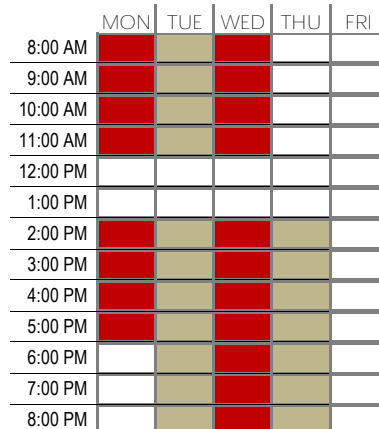 MON TUE WED THU FRI
8:00 AM
9:00 AM
10:00 AM
11:00 AM
12:00 PM
1:00 PM
2:00 PM
3:00 PM
4:00 PM
5:00 PM
6:00 PM
7:00 PM
8:00 PM